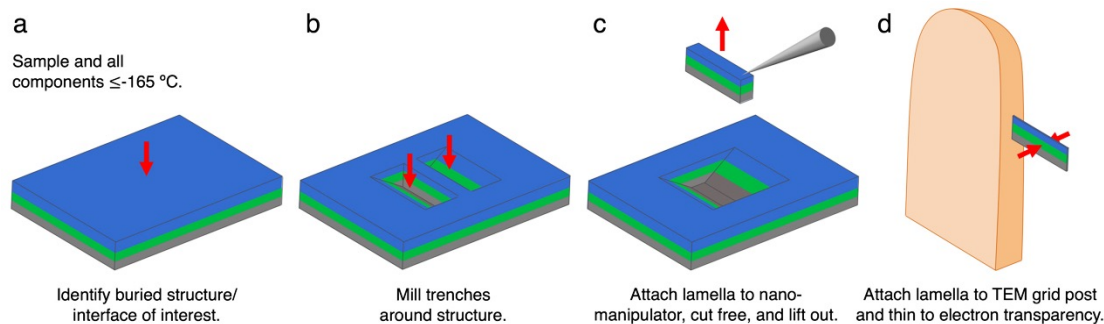 a
Sample and all
components ≤-165 ºC.
Identify buried structure/
interface of interest.
b
Mill trenches
around structure.
c
Attach lamella to nano-
manipulator, cut free, and lift out.
d
Attach lamella to TEM grid post
and thin to electron transparency.